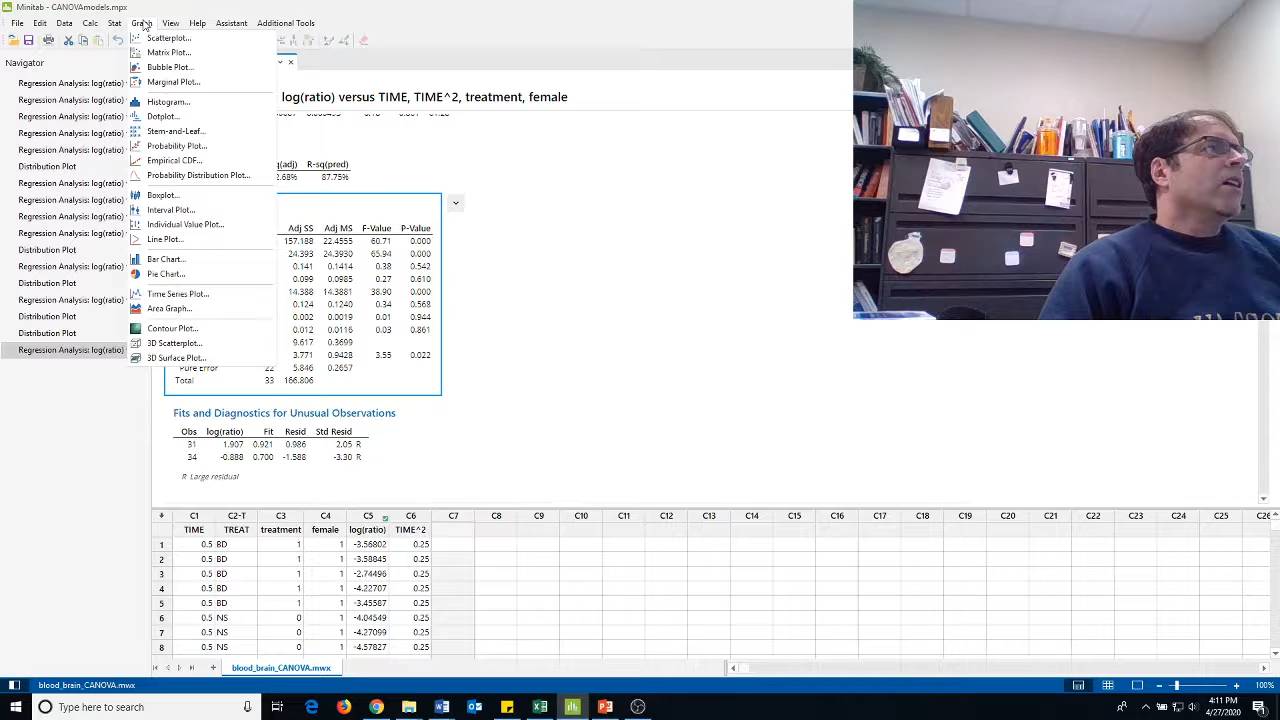 Minitab - CANOVAmodels.mpx
File Edit Data Calc Stat Graph View Help Assistant Additional Tools
Navigator
Regression Analysis: log(ratio)
Regression Analysis: log(ratio)
Regression Analysis: log(ratio)
Regression Analysis: log(ratio)
Regression Analysis: log(ratio)
Distribution Plot
Regression Analysis: log(ratio)
Regression Analysis: log(ratio)
Regression Analysis: log(ratio)
Regression Analysis: log(ratio)
Distribution Plot
Regression Analysis: log(ratio)
Distribution Plot
Regression Analysis: log(ratio)
Distribution Plot
Distribution Plot
Regression Analysis: log(ratio)
Scatterplot...
Matrix Plot...
Bubble Plot...
Marginal Plot...
Histogram...
Dotplot...
Stem-and-Leaf...
Probability Plot...
Empirical CDF...
Probability Distribution Plot...
Boxplot...
Interval Plot...
Individual Value Plot...
Line Plot...
Bar Chart...
Pie Chart...
Time Series Plot...
Area Graph...
Contour Plot...
3D Scatterplot...
3D Surface Plot...
log(ratio) versus TIME, TIME^2, treatment, female
(adj) R-sq(pred)
2.68% 87.75%
Adj SS Adj MS F-Value P-Value
157.188 22.4555 60.71 0.000
24.393 24.3930 65.94 0.000
0.141 0.1414 0.38 0.542
0.099 0.0985 0.27 0.610
14.388 14.3881 38.90 0.000
0.124 0.1240 0.34 0.568
0.002 0.0019 0.01 0.944
0.012 0.0116 0.03 0.861
9.617 0.3699
3.771 0.9428 3.55 0.022
Pure Error 22 5.846 0.2657
Total 33 166.806
Fits and Diagnostics for Unusual Observations
Obs log(ratio) Fit Resid Std Resid
31 1.907 0.921 0.986 2.05 R
34 -0.888 0.700 -1.588 -3.30 R
R Large residual
C1 C2-T C3 C4 C5 C6 C7 C8 C9 C10 C11 C12 C13 C14 C15 C16 C17 C18 C19 C20 C21 C22 C23 C24 C25 C26
TIME TREAT treatment female log(ratio) TIME^2
1 0.5 BD 1 1 -3.56802 0.25
2 0.5 BD 1 1 -3.58845 0.25
3 0.5 BD 1 1 -2.74496 0.25
4 0.5 BD 1 1 -4.22707 0.25
5 0.5 BD 1 1 -3.45587 0.25
6 0.5 NS 0 1 -4.04549 0.25
7 0.5 NS 0 1 -4.27099 0.25
8 0.5 NS 0 1 -4.57827 0.25
blood_brain_CANOVA.mwx
blood_brain_CANOVA.mwx
100%
Type here to search
4:11 PM
4/27/2020